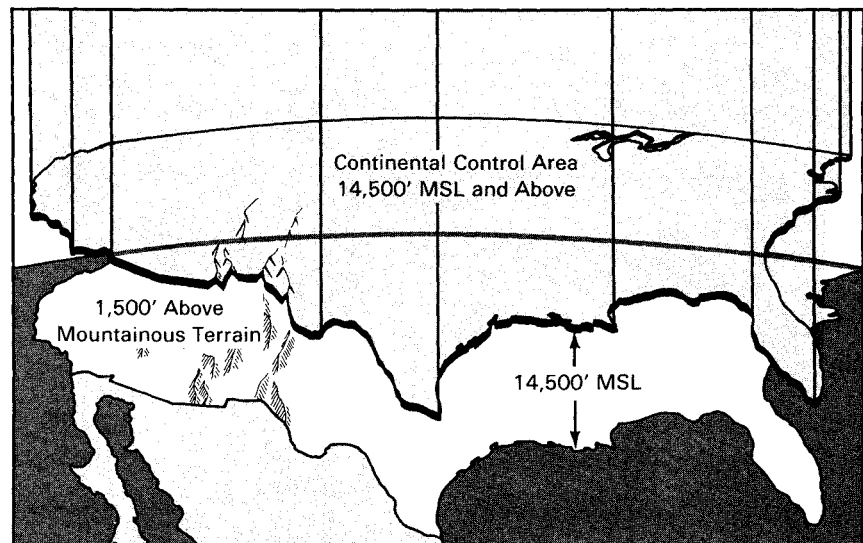 Continental Control Area
14,500' MSL and Above
1,500' Above
Mountainous Terrain
14,500' MSL